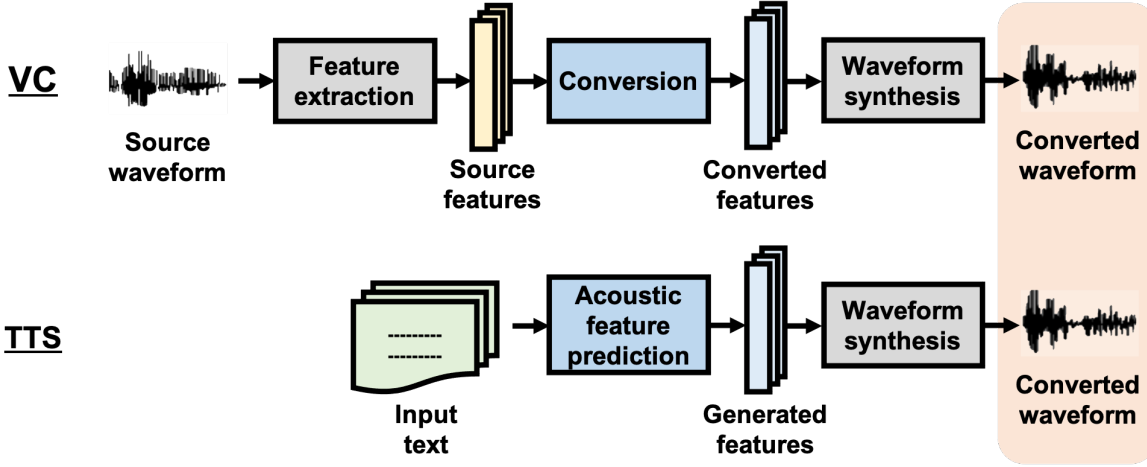 VC
Source
waveform
Feature
extraction
Source
features
Conversion
Converted
features
Waveform
synthesis
Converted
waveform
TTS
Input
text
Acoustic
feature
prediction
Generated
features
Waveform
synthesis
Converted
waveform